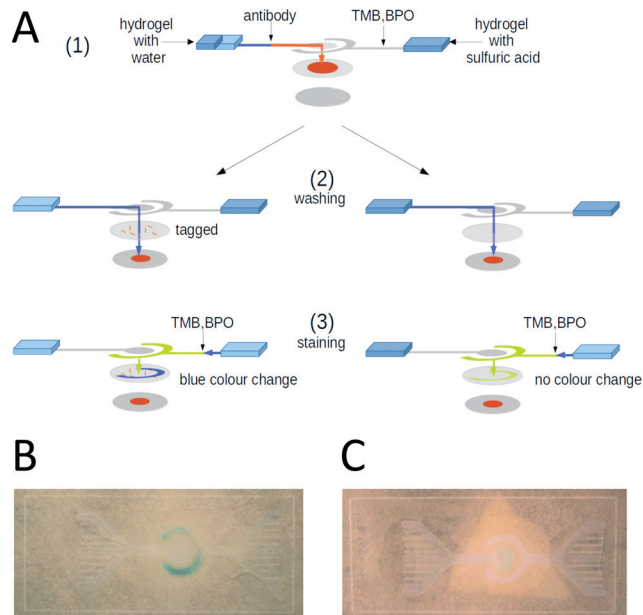 A
(1)
hydrogel
with
water
antibody
TMB,BPO
hydrogel
with
sulfuric acid
(2)
washing
tagged
(3)
staining
TMB,BPO
blue colour change
TMB,BPO
no colour change
B
C